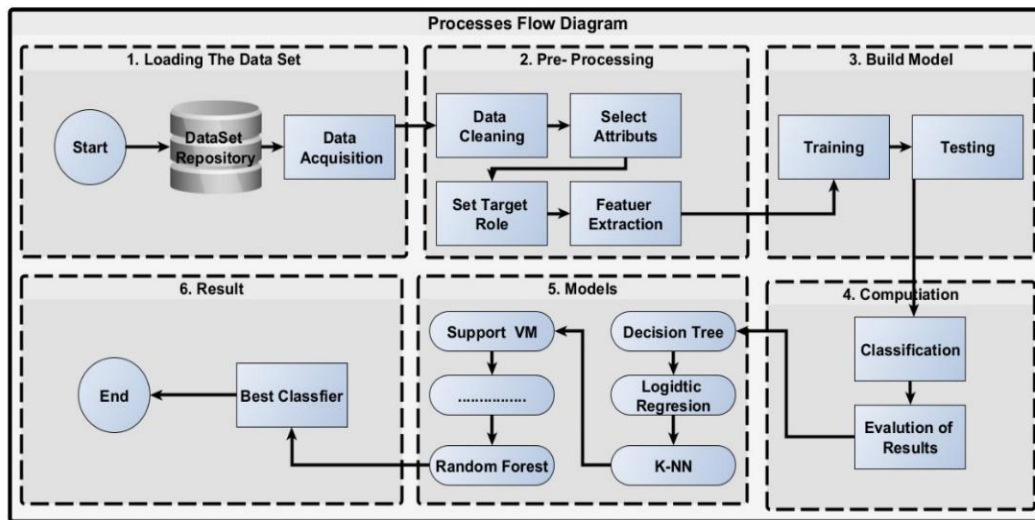 Processes Flow Diagram
1. Loading The Data Set
Start
DataSet
Repository
Data
Acquisition
2. Pre- Processing
Data
Cleaning
Select
Attributs
Set Target
Role
Featuer
Extraction
3. Build Model
Training
Testing
4. Computiation
Classification
Evalution of
Results
5. Models
Decision Tree
Logidtic
Regresion
K-NN
Support VM
................
Random Forest
6. Result
Best Classfier
End